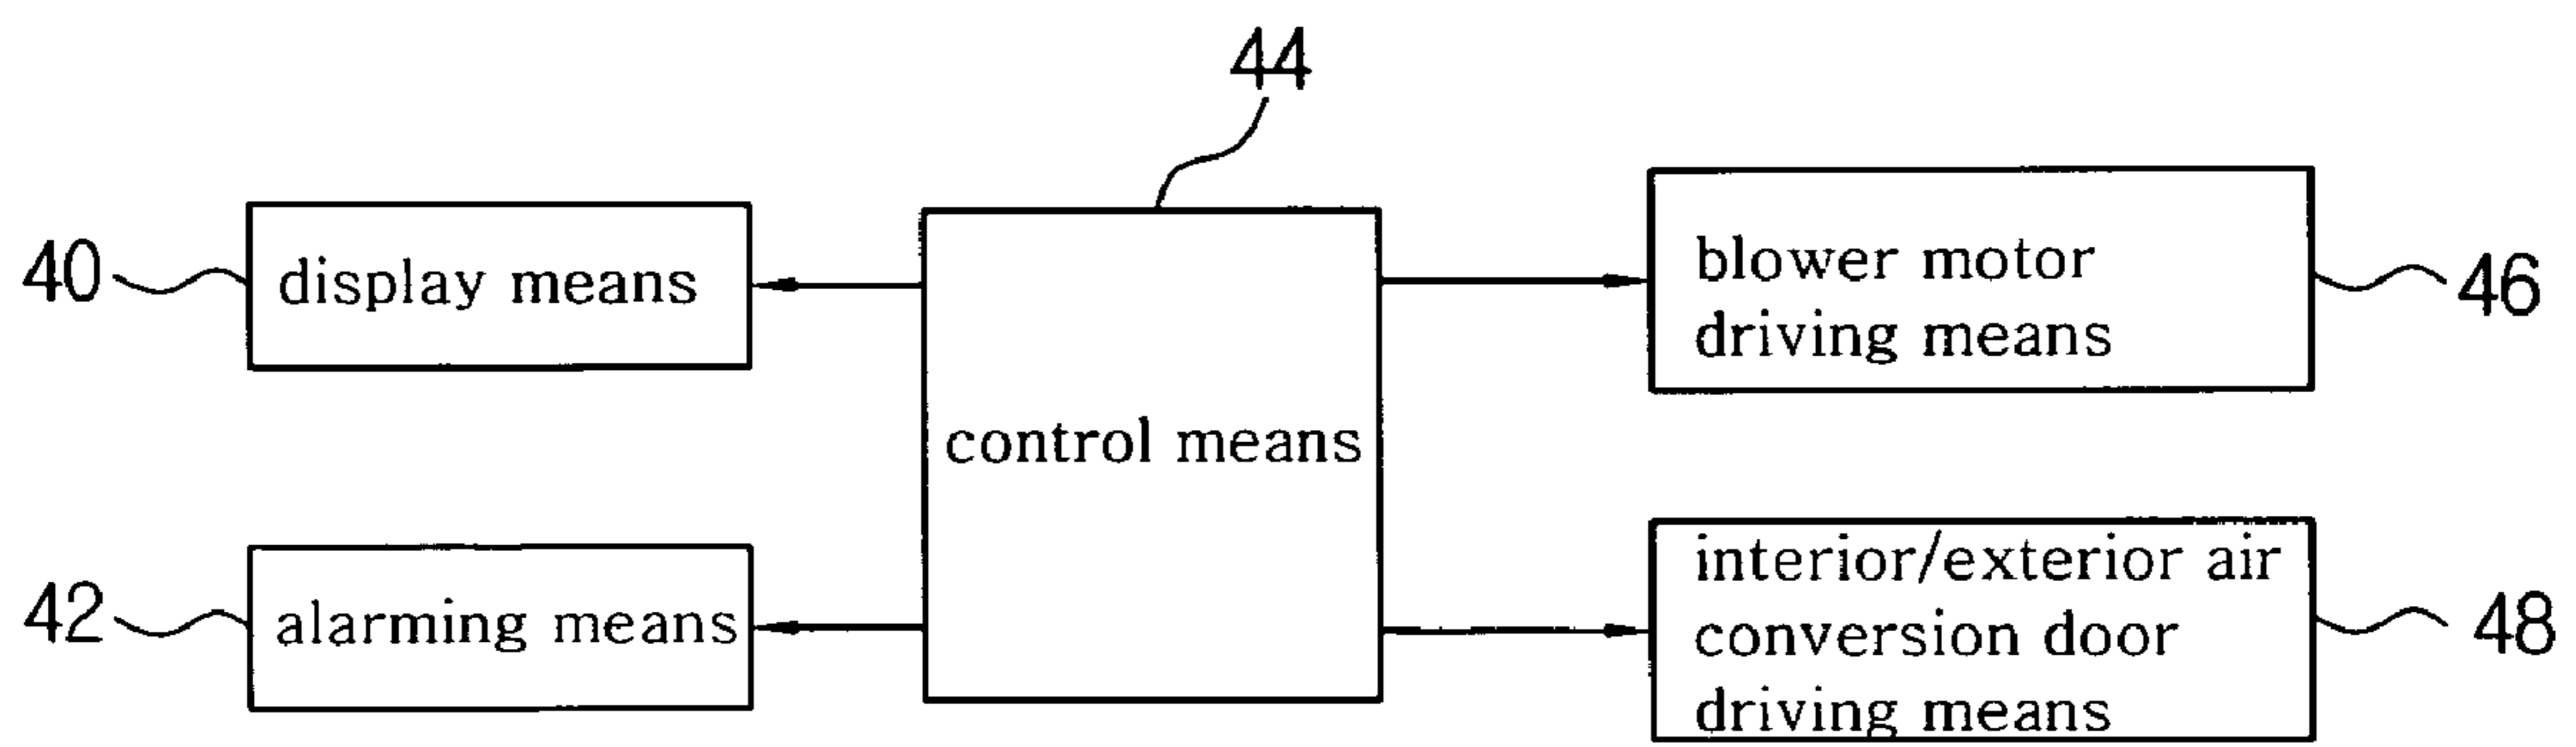 44
40
display means
blower motor
driving means
46
control means
42
alarming means
interior/exterior air
conversion door
driving means
48